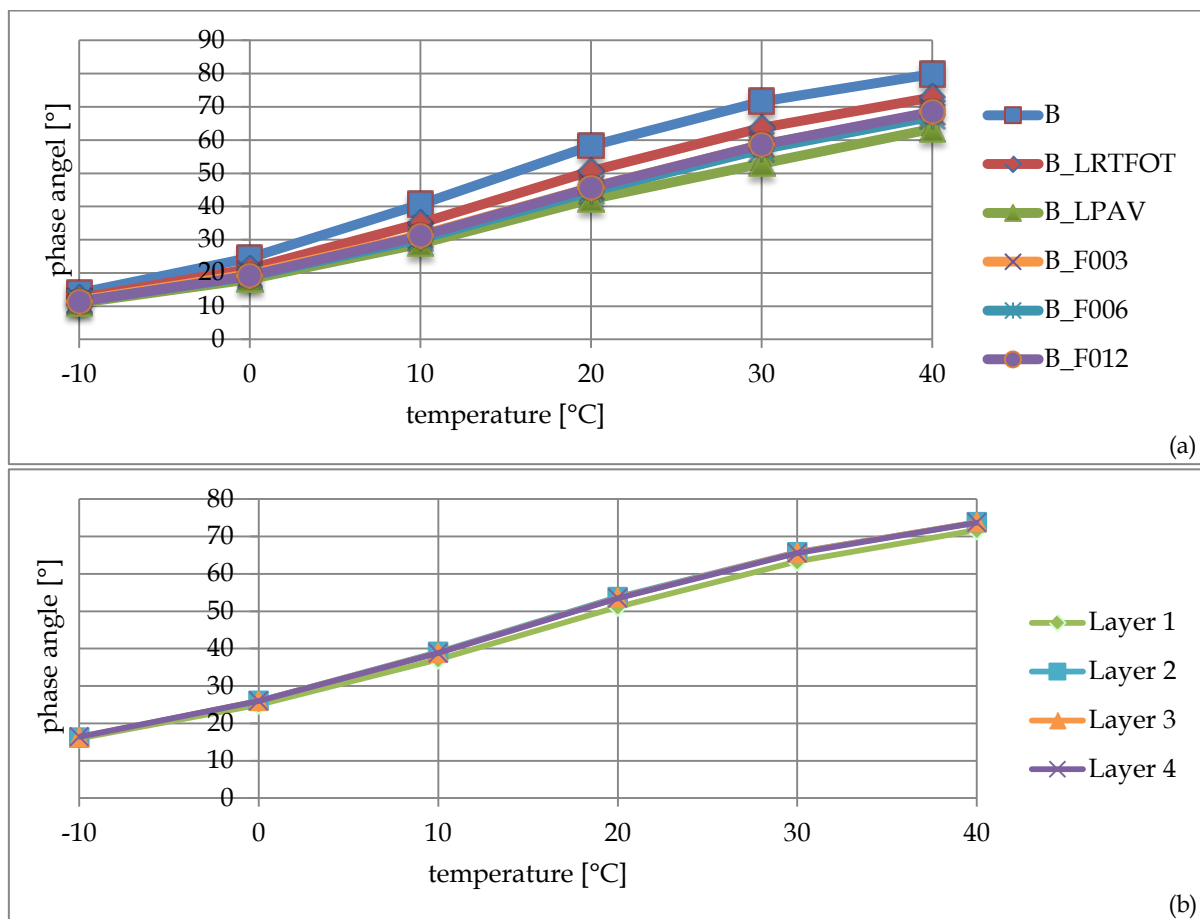 90
80
70
60
50
40
30
20
10
0
phase angel [°]
-10 0 10 20 30 40
temperature [°C]
B
B_LRTFOT
B_LPAV
B_F003
B_F006
B_F012
(a)
80
70
60
50
40
30
20
10
0
phase angle [°]
-10 0 10 20 30 40
temperature [°C]
Layer 1
Layer 2
Layer 3
Layer 4
(b)